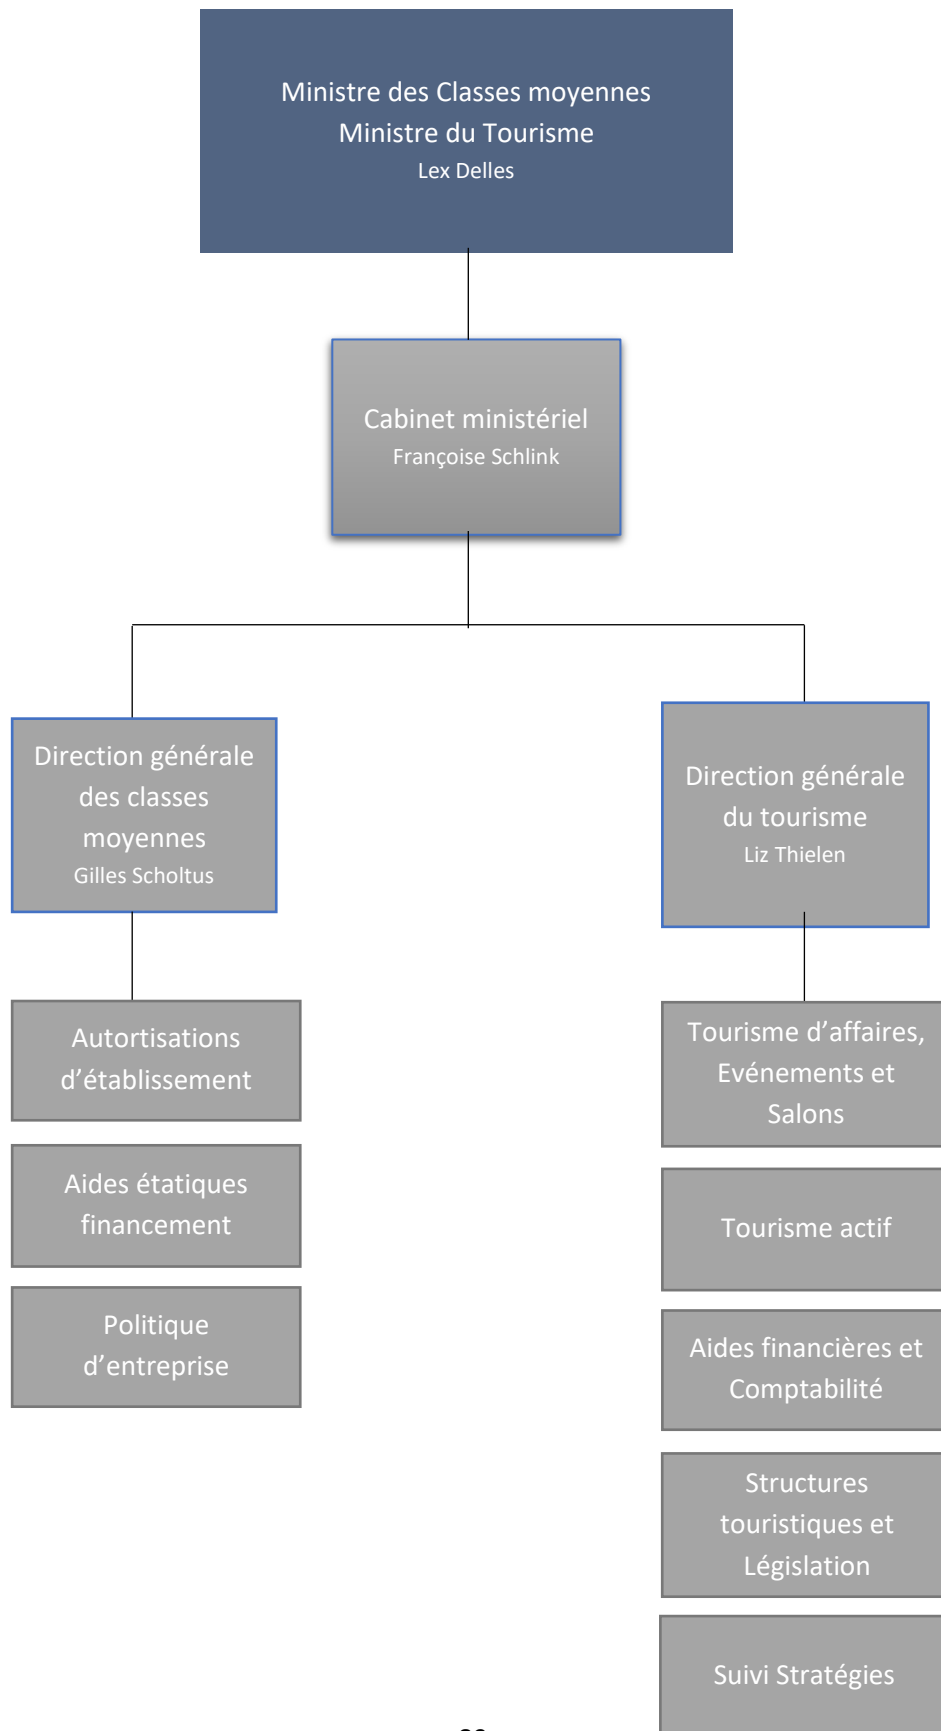 Ministre des Classes moyennes
Ministre du Tourisme
Lex Delles
Cabinet ministériel
Françoise Schlink
Direction générale
des classes
moyennes
Gilles Scholtus
Direction générale
du tourisme
Liz Thielen
Autortisations
d’établissement
Aides étatiques
financement
Politique
d’entreprise
Tourisme d’affaires,
Evénements et
Salons
Tourisme actif
Aides financières et
Comptabilité
Structures
touristiques et
Législation
Suivi Stratégies